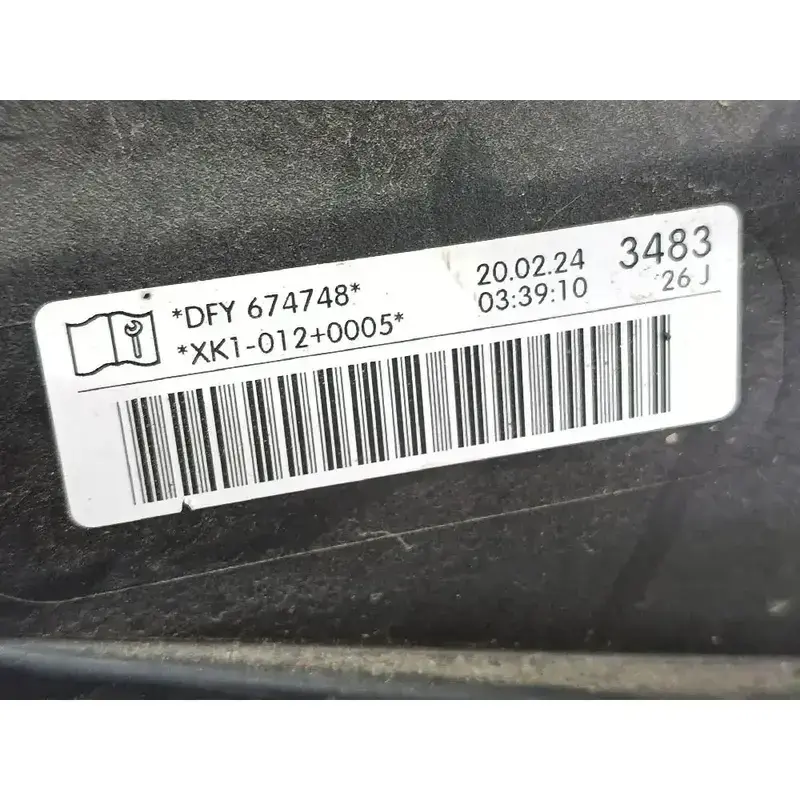 *DFY 674748*
*XK1-012+0005*
20.02.24
03:39:10
3483
26 J